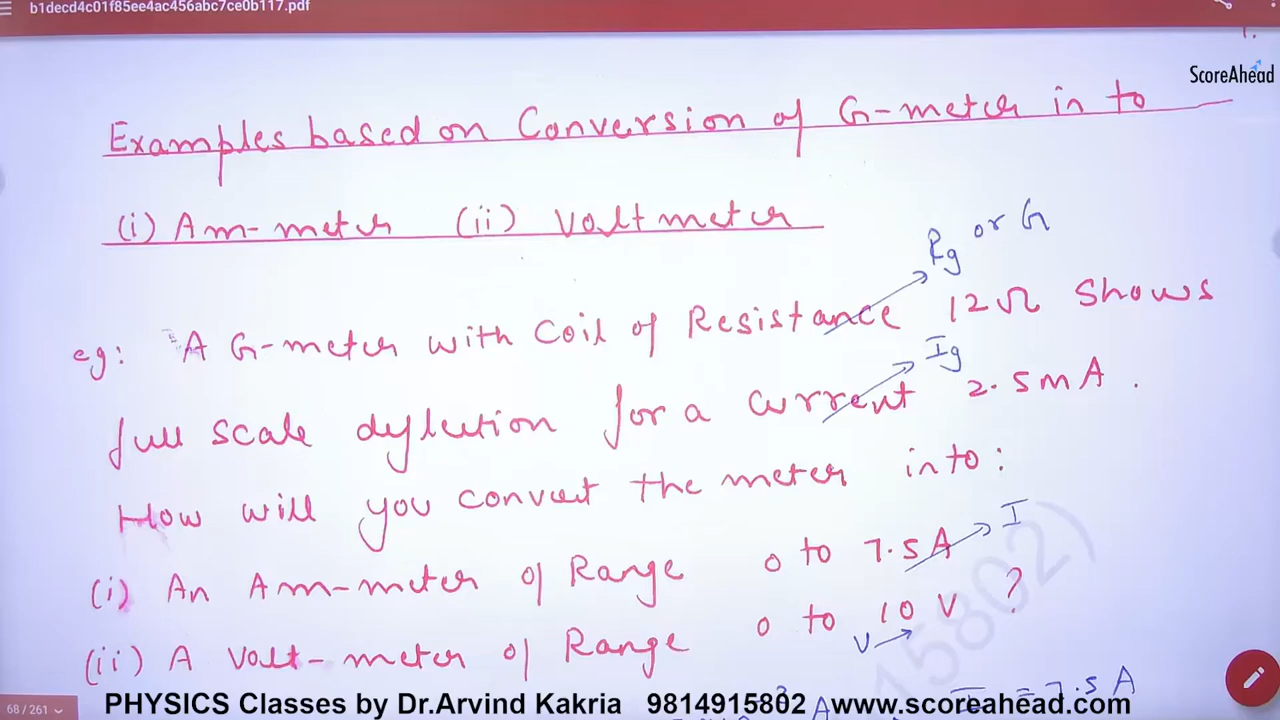 b1decd4c01f85ee4ac456abc7ce0b117.pdf
ScoreAhead
Examples based on Conversion of G-meter in to
(i) Am-meter (ii) Voltmeter
Rg or G
eg: A G-meter with Coil of Resistance 12Ω Shows
Ig
full scale deflection for a current 2.5mA.
How will you convert the meter into:
I
(i) An Am-meter of Range 0 to 7.5A
(ii) A Volt-meter of Range 0 to 10 V ?
V
15802)
= 7.5 A
68 / 261
PHYSICS Classes by Dr.Arvind Kakria 9814915802 www.scoreahead.com